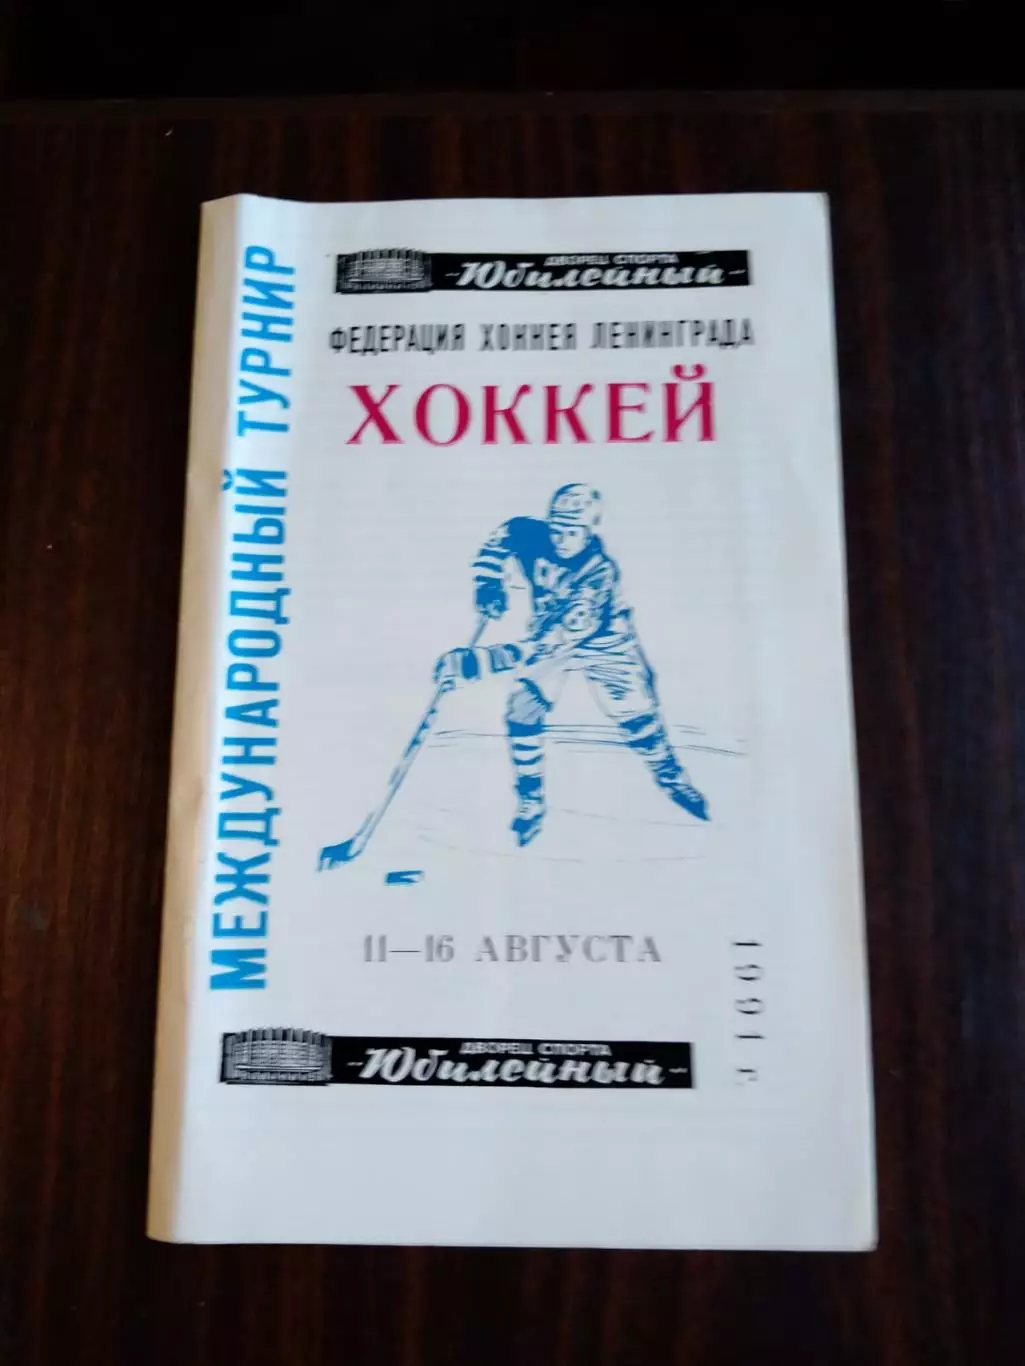 МЕЖДУНАРОДНЫЙ ТУРНИР
ДВОРЕЦ СПОРТА
-Юбилейный-
ФЕДЕРАЦИЯ ХОККЕЯ ЛЕНИНГРАДА
ХОККЕЙ
11—16 АВГУСТА
1991 г.
ДВОРЕЦ СПОРТА
-Юбилейный-